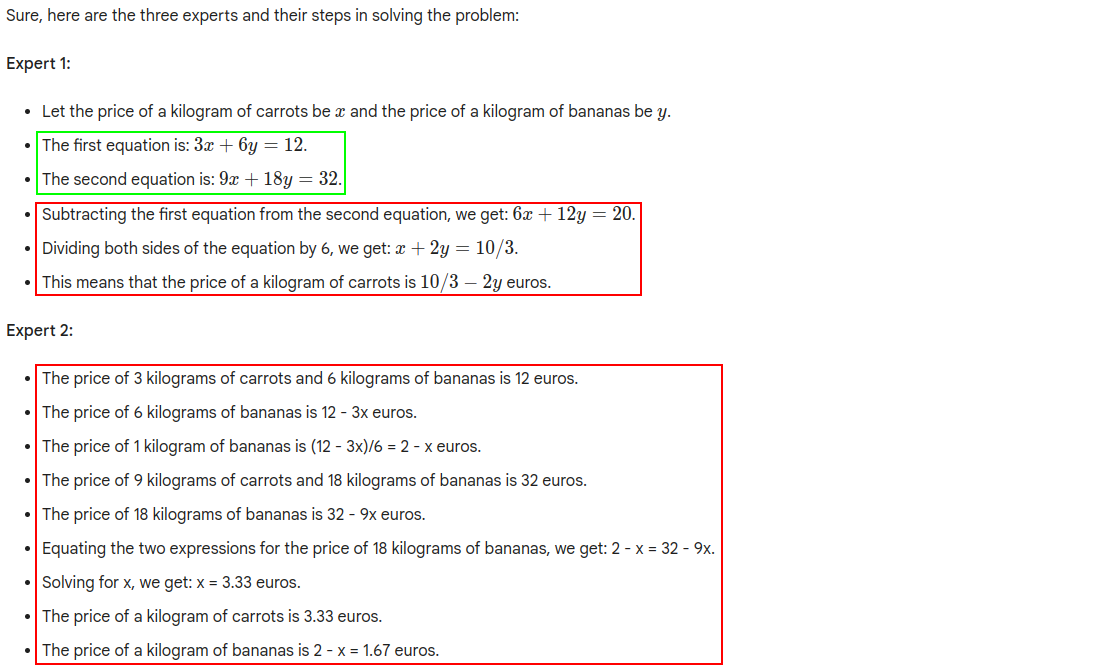 Sure, here are the three experts and their steps in solving the problem:
Expert 1:
• Let the price of a kilogram of carrots be x and the price of a kilogram of bananas be y.
• The first equation is: 3x + 6y = 12.
• The second equation is: 9x + 18y = 32.
• Subtracting the first equation from the second equation, we get: 6x + 12y = 20.
• Dividing both sides of the equation by 6, we get: x + 2y = 10/3.
• This means that the price of a kilogram of carrots is 10/3 − 2y euros.
Expert 2:
• The price of 3 kilograms of carrots and 6 kilograms of bananas is 12 euros.
• The price of 6 kilograms of bananas is 12 - 3x euros.
• The price of 1 kilogram of bananas is (12 - 3x)/6 = 2 - x euros.
• The price of 9 kilograms of carrots and 18 kilograms of bananas is 32 euros.
• The price of 18 kilograms of bananas is 32 - 9x euros.
• Equating the two expressions for the price of 18 kilograms of bananas, we get: 2 - x = 32 - 9x.
• Solving for x, we get: x = 3.33 euros.
• The price of a kilogram of carrots is 3.33 euros.
• The price of a kilogram of bananas is 2 - x = 1.67 euros.